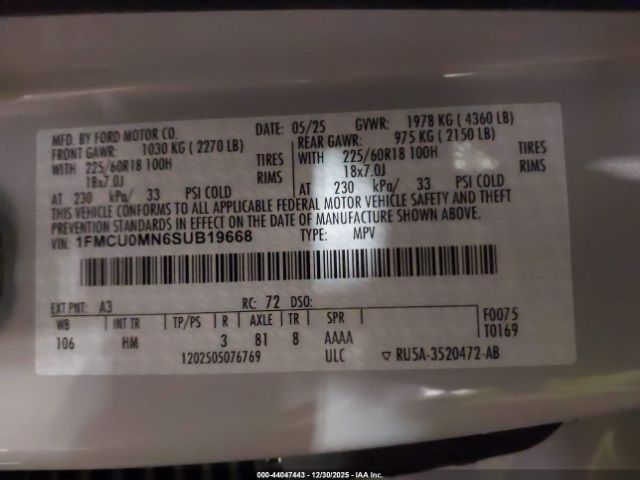 MFD. BY FORD MOTOR CO. DATE: 05/25 GVWR: 1978 KG ( 4360 LB)
FRONT GAWR: 1030 KG ( 2270 LB) REAR GAWR: 975 KG ( 2150 LB)
WITH 225/60R18 100H TIRES WITH 225/60R18 100H TIRES
18x7.0J RIMS 18x7.0J RIMS
AT 230 kPa/ 33 PSI COLD AT 230 kPa/ 33 PSI COLD
THIS VEHICLE CONFORMS TO ALL APPLICABLE FEDERAL MOTOR VEHICLE SAFETY AND THEFT
PREVENTION STANDARDS IN EFFECT ON THE DATE OF MANUFACTURE SHOWN ABOVE.
VIN: 1FMCU0MN6SUB19668 TYPE: MPV
EXT PNT: A3 RC: 72 DSO: F0075
WB INT TR TP/PS R AXLE TR SPR T0169
106 HM 3 81 8 AAAA
1202505076769 ULC ▽ RU5A-3520472-AB
000-44047443 - 12/30/2025 - IAA Inc.